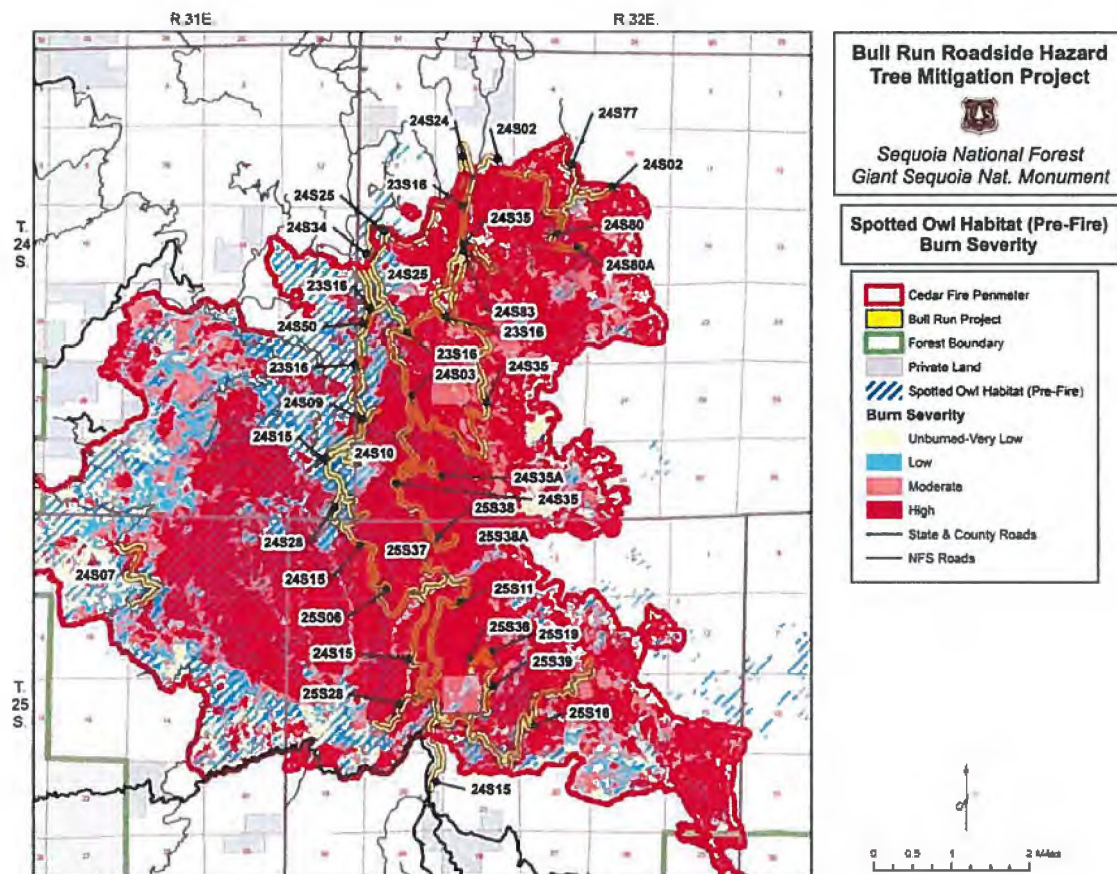 R.31E.
R.32E.
T.
24
S.
T.
25
S.
24S24
24S02
24S77
24S02
23S16
24S25
24S35
24S34
24S80
24S25
24S80A
23S16
24S83
24S50
23S16
23S16
23S16
24S03
24S35
24S09
24S15
24S10
24S35A
24S35
25S38
24S28
25S37
25S38A
24S07
24S15
25S11
25S06
25S36
25S19
24S15
25S39
25S28
25S16
24S15
Bull Run Roadside Hazard
Tree Mitigation Project
Sequoia National Forest
Giant Sequoia Nat. Monument
Spotted Owl Habitat (Pre-Fire)
Burn Severity
Cedar Fire Perimeter
Bull Run Project
Forest Boundary
Private Land
Spotted Owl Habitat (Pre-Fire)
Burn Severity
Unburned-Very Low
Low
Moderate
High
State & County Roads
NFS Roads
0 0.5 1 2 Miles